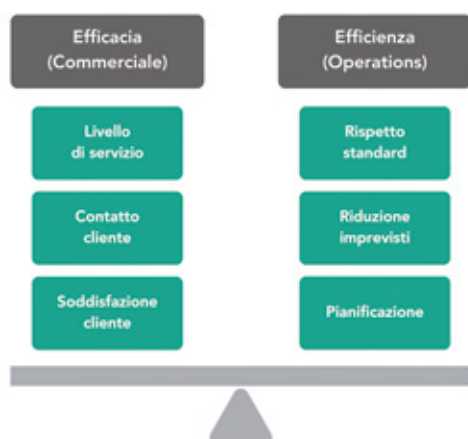 Efficacia
(Commerciale)
Efficienza
(Operations)
Livello
di servizio
Rispetto
standard
Contatto
cliente
Riduzione
imprevisti
Soddisfazione
cliente
Pianificazione